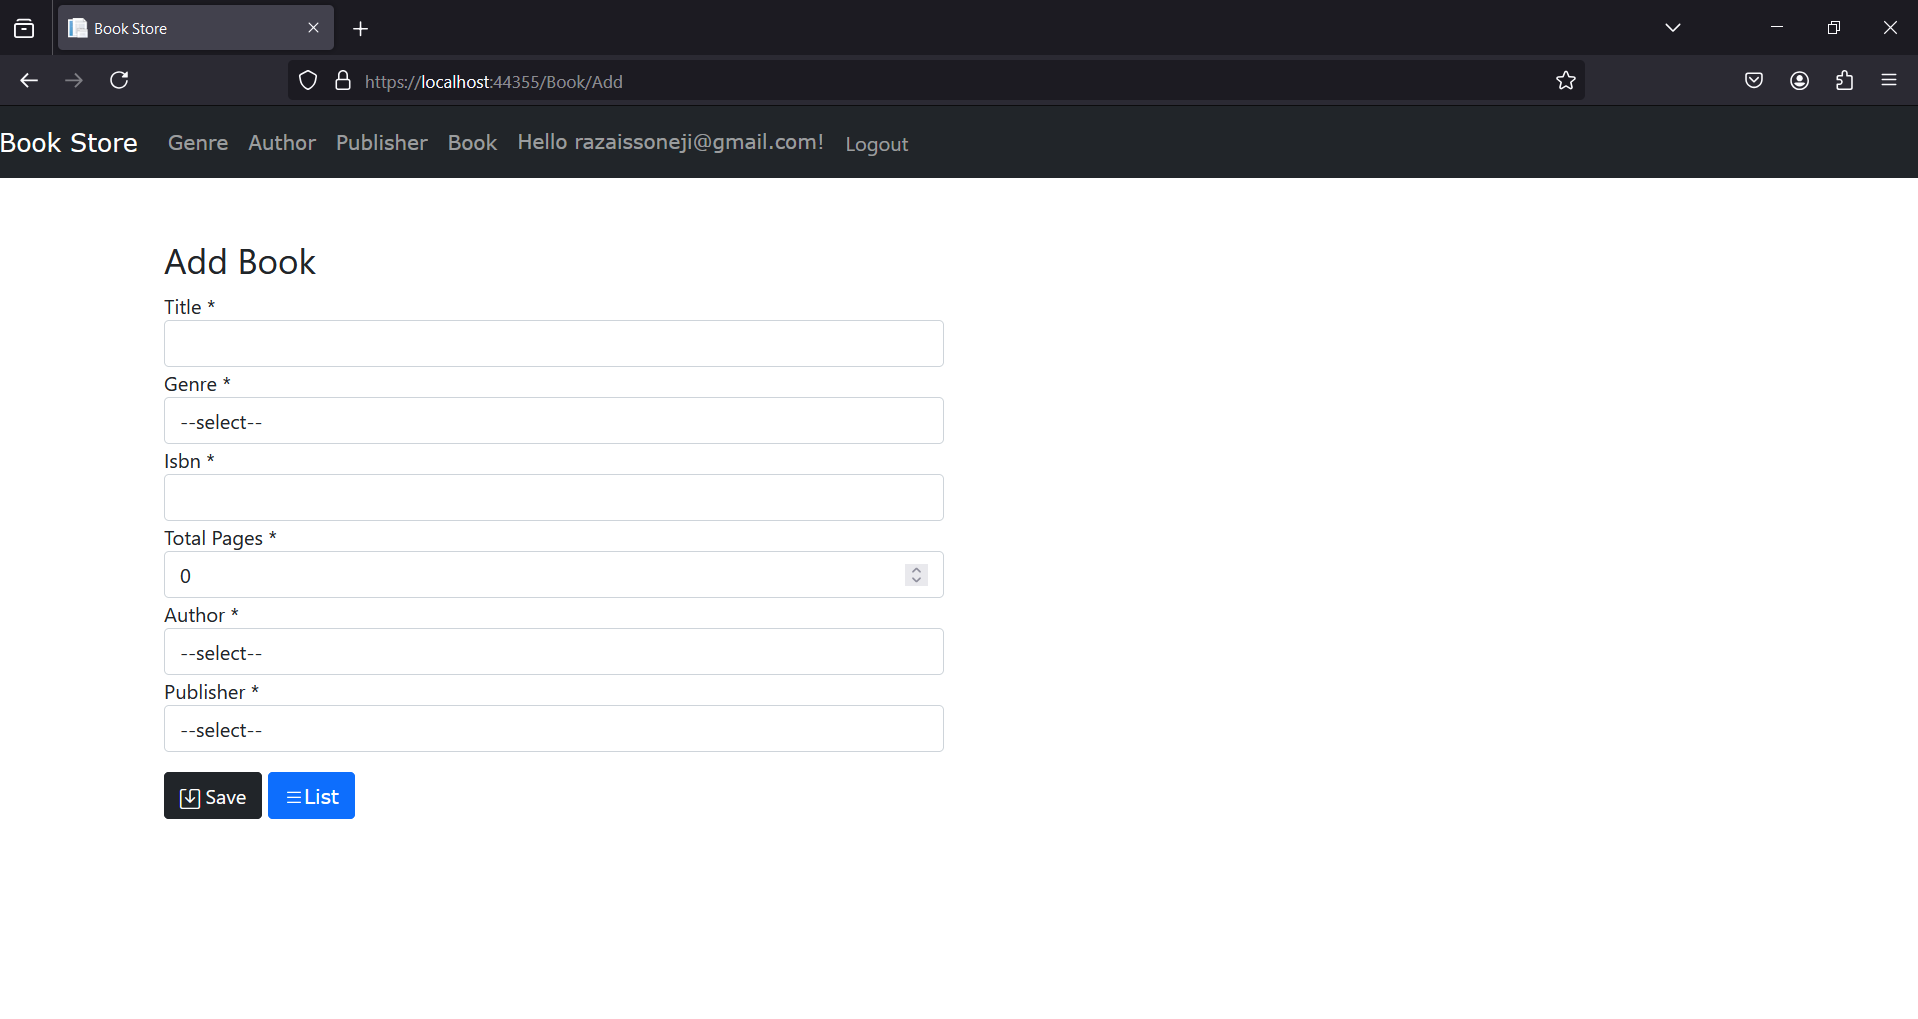 Book Store
https://localhost:44355/Book/Add
Book Store Genre Author Publisher Book Hello razaissoneji@gmail.com! Logout
Add Book
Title *
Genre *
--select--
Isbn *
Total Pages *
0
Author *
--select--
Publisher *
--select--
Save List